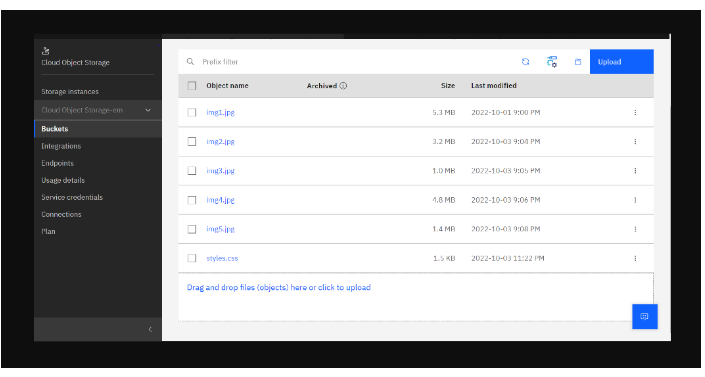 Cloud Object Storage
Storage instances
Cloud Object Storage-em
Buckets
Integrations
Endpoints
Usage details
Service credentials
Connections
Plan
Prefix filter
Upload
Object name Archived Size Last modified
img1.jpg 5.3 MB 2022-10-01 9:00 PM
img2.jpg 3.2 MB 2022-10-03 9:04 PM
img3.jpg 1.0 MB 2022-10-03 9:05 PM
img4.jpg 4.8 MB 2022-10-03 9:06 PM
img5.jpg 1.4 MB 2022-10-03 9:08 PM
styles.css 1.5 KB 2022-10-03 11:22 PM
Drag and drop files (objects) here or click to upload